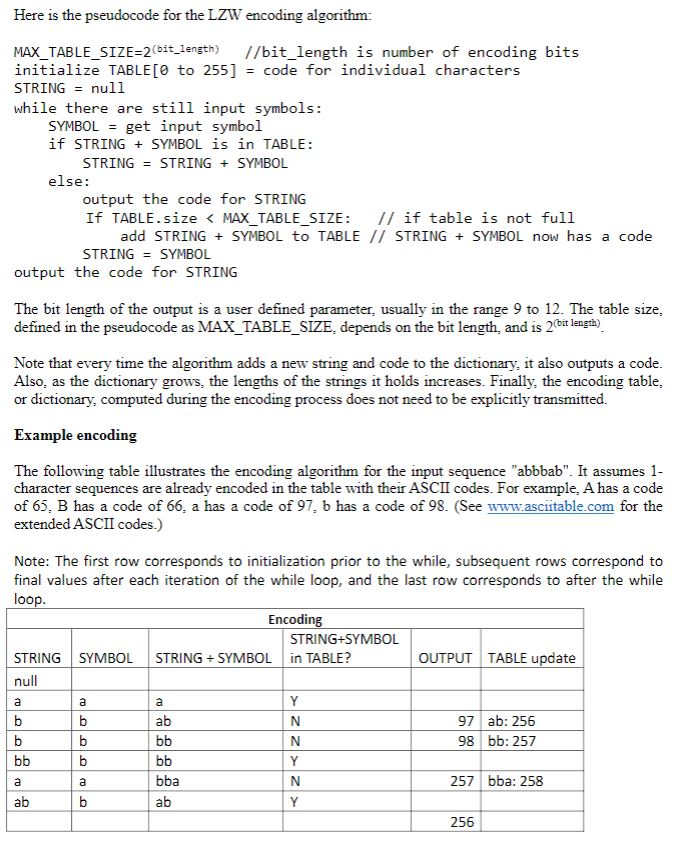 Here is the pseudocode for the LZW encoding algorithm:
MAX_TABLE_SIZE=2(bit_length) //bit_length is number of encoding bits
initialize TABLE[0 to 255] = code for individual characters
STRING = null
while there are still input symbols:
SYMBOL = get input symbol
if STRING + SYMBOL is in TABLE:
STRING = STRING + SYMBOL
else:
output the code for STRING
If TABLE.size < MAX_TABLE_SIZE: // if table is not full
add STRING + SYMBOL to TABLE // STRING + SYMBOL now has a code
STRING = SYMBOL
output the code for STRING
The bit length of the output is a user defined parameter, usually in the range 9 to 12. The table size,
defined in the pseudocode as MAX_TABLE_SIZE, depends on the bit length, and is 2(bit length).
Note that every time the algorithm adds a new string and code to the dictionary, it also outputs a code.
Also, as the dictionary grows, the lengths of the strings it holds increases. Finally, the encoding table,
or dictionary, computed during the encoding process does not need to be explicitly transmitted.
Example encoding
The following table illustrates the encoding algorithm for the input sequence "abbbab". It assumes 1-
character sequences are already encoded in the table with their ASCII codes. For example, A has a code
of 65, B has a code of 66, a has a code of 97, b has a code of 98. (See www.asciitable.com for the
extended ASCII codes.)
Note: The first row corresponds to initialization prior to the while, subsequent rows correspond to
final values after each iteration of the while loop, and the last row corresponds to after the while
loop.
Encoding
STRING SYMBOL STRING + SYMBOL STRING+SYMBOL in TABLE? OUTPUT TABLE update
null
a a a Y
b b ab N 97 ab: 256
b b bb N 98 bb: 257
bb b bb Y
a a bba N 257 bba: 258
ab b ab Y
256